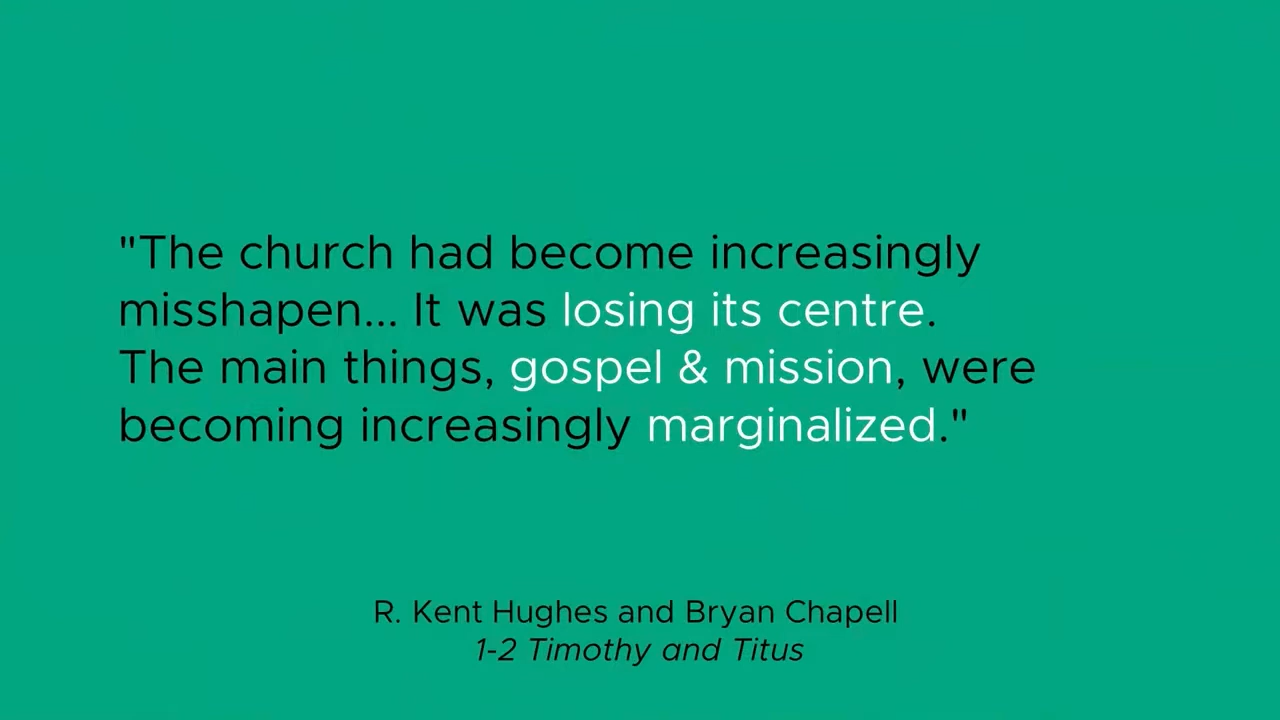 "The church had become increasingly
misshapen... It was losing its centre.
The main things, gospel & mission, were
becoming increasingly marginalized."
R. Kent Hughes and Bryan Chapell
1-2 Timothy and Titus